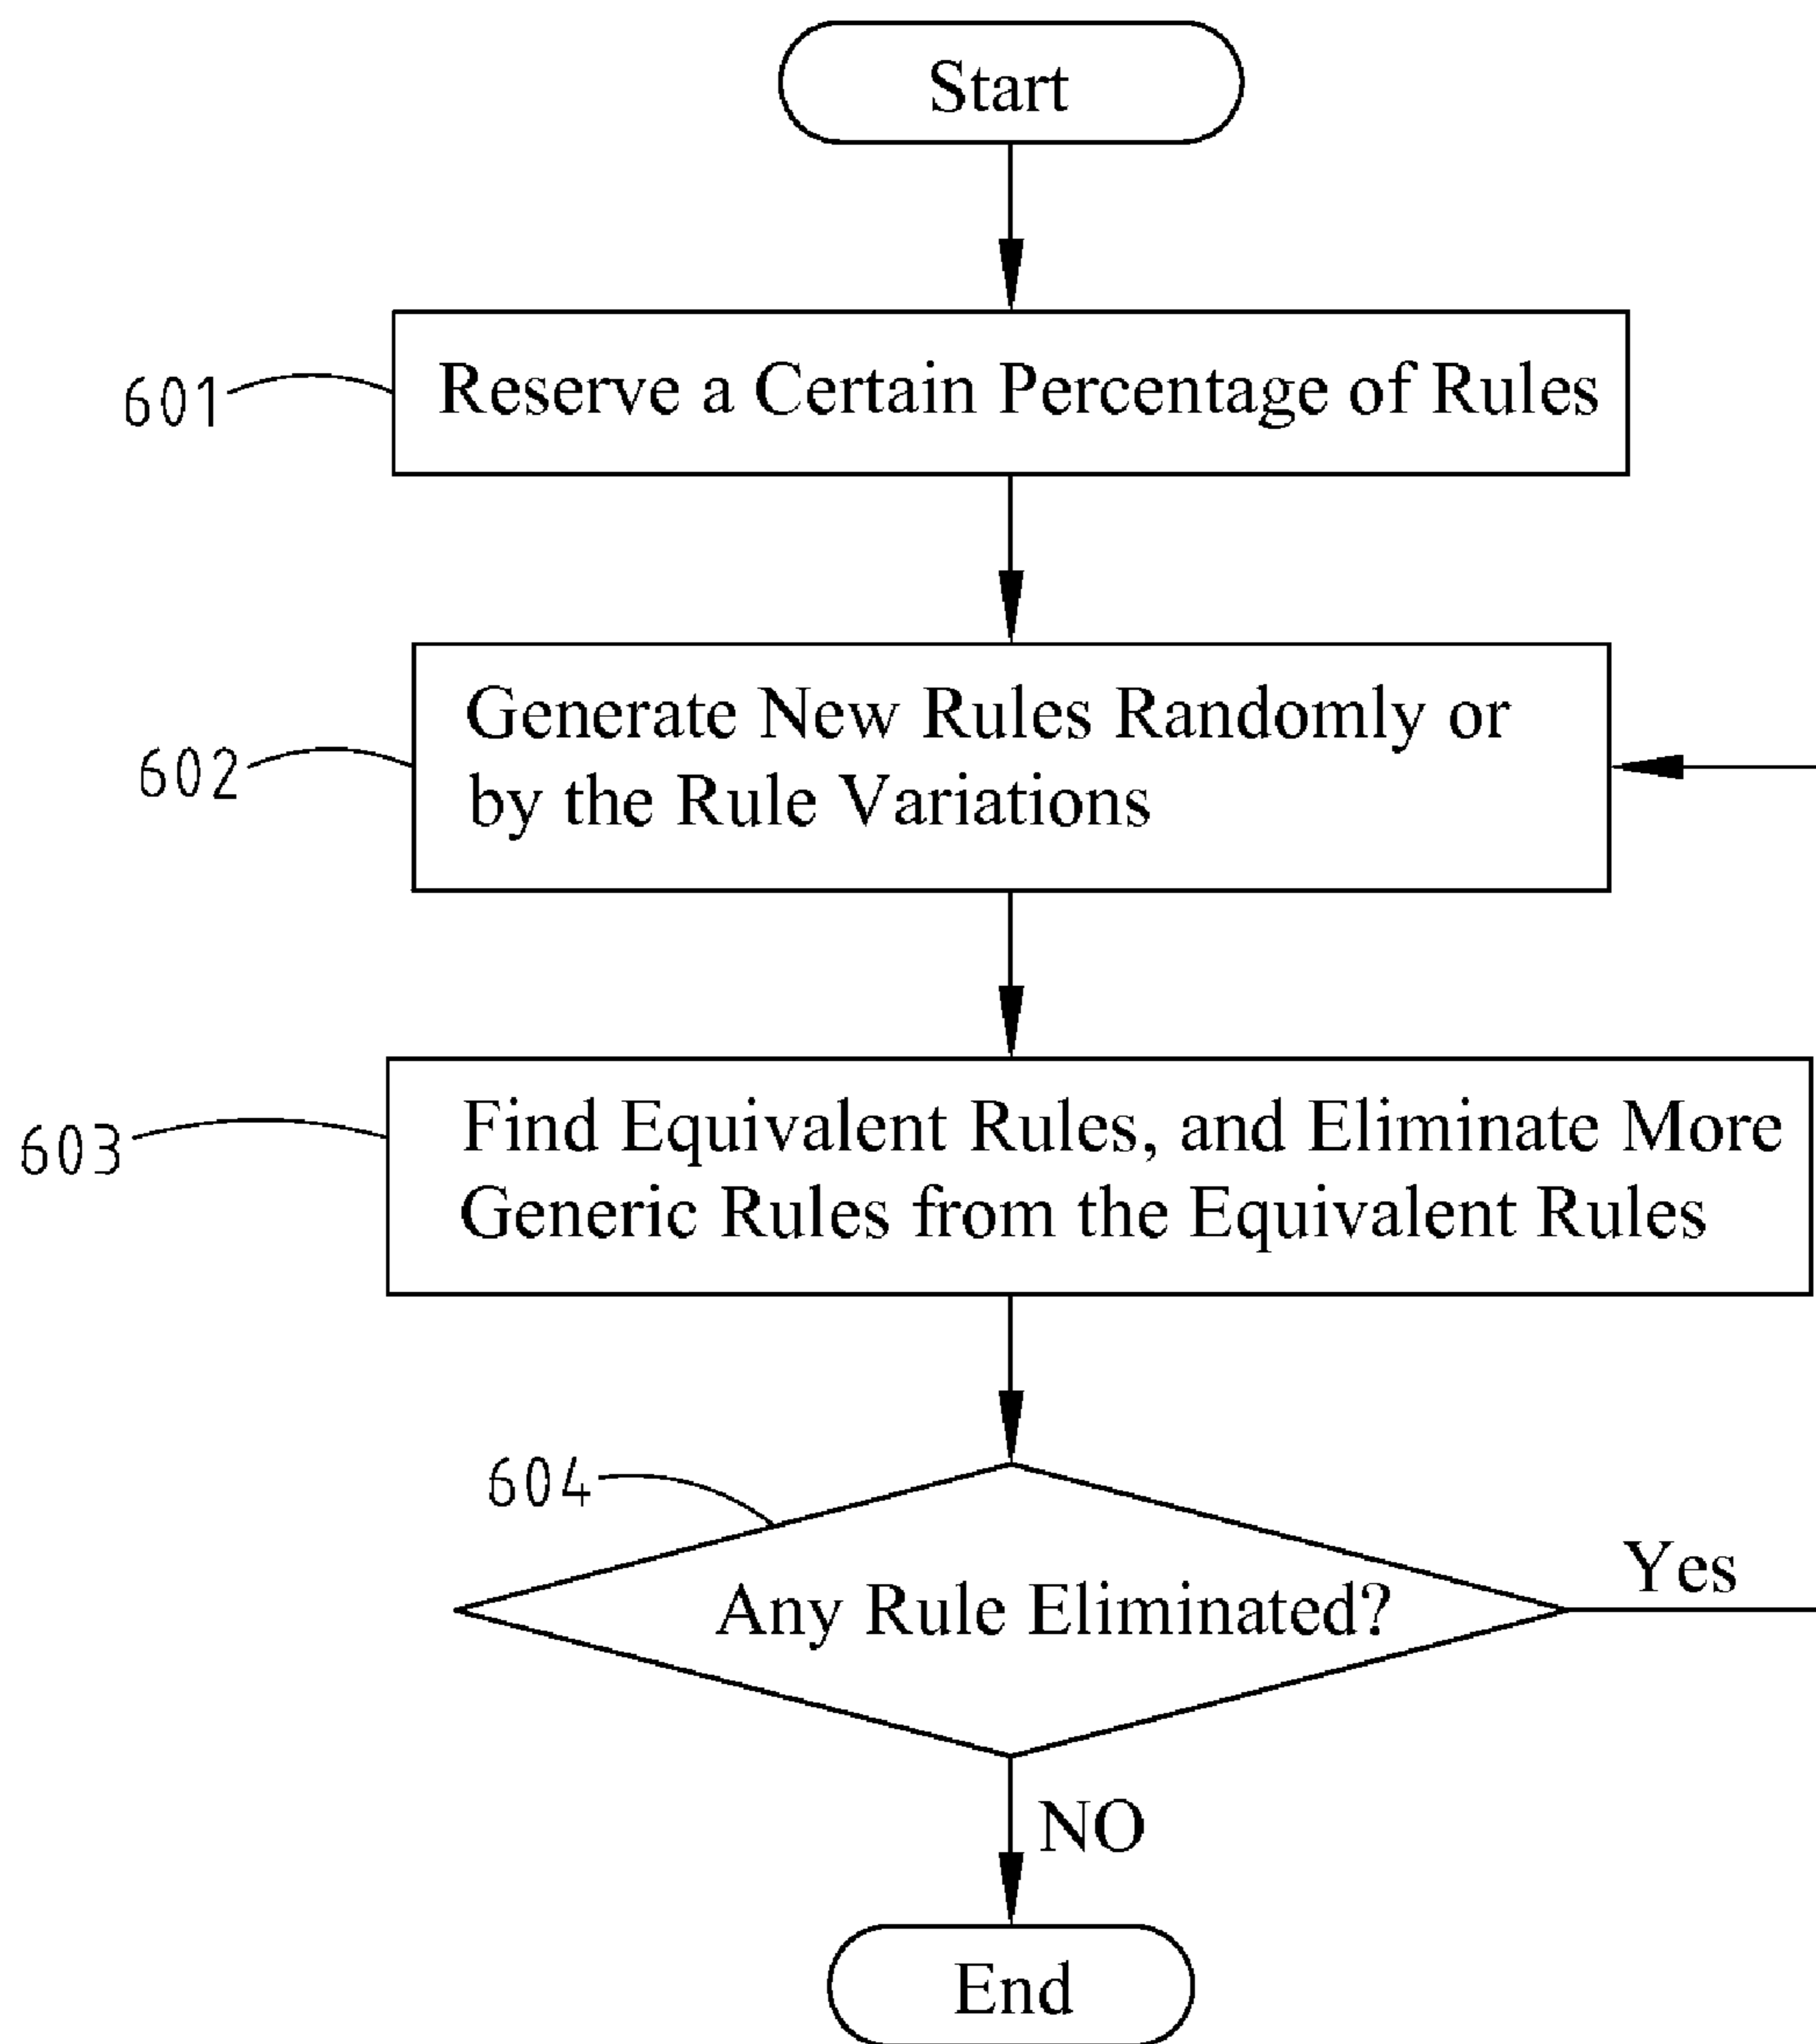 Start
601
Reserve a Certain Percentage of Rules
602
Generate New Rules Randomly or
by the Rule Variations
603
Find Equivalent Rules, and Eliminate More
Generic Rules from the Equivalent Rules
604
Any Rule Eliminated?
Yes
NO
End